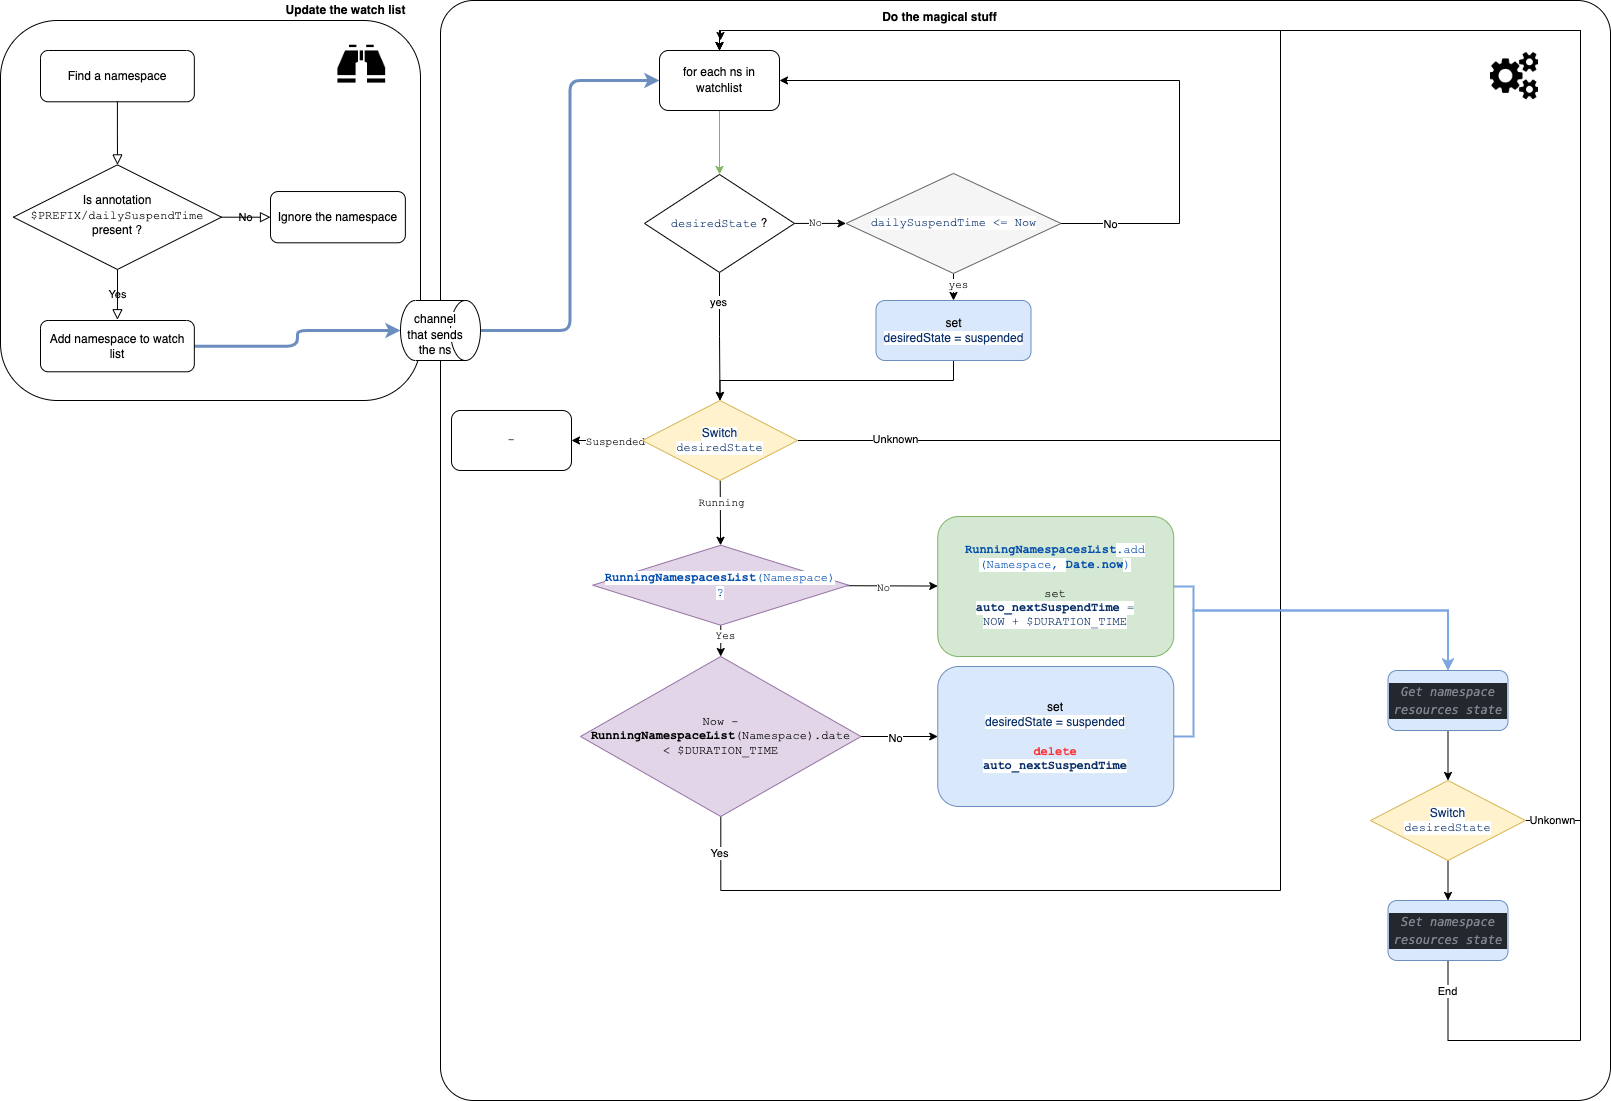 Update the watch list
Do the magical stuff
Find a namespace
Is annotation
$PREFIX/dailySuspendTime
present ?
No
Ignore the namespace
Yes
Add namespace to watch
list
channel
that sends
the ns
for each ns in
watchlist
desiredState ?
No
dailySuspendTime <= Now
No
yes
yes
set
desiredState = suspended
Switch
desiredState
Suspended
-
Unknown
Running
RunningNamespacesList(Namespace)
?
No
RunningNamespacesList.add
(Namespace, Date.now)
set
auto_nextSuspendTime =
NOW + $DURATION_TIME
Yes
Now -
RunningNamespaceList(Namespace).date
< $DURATION_TIME
No
set
desiredState = suspended
delete
auto_nextSuspendTime
Yes
Get namespace
resources state
Switch
desiredState
Unkonwn
Set namespace
resources state
End